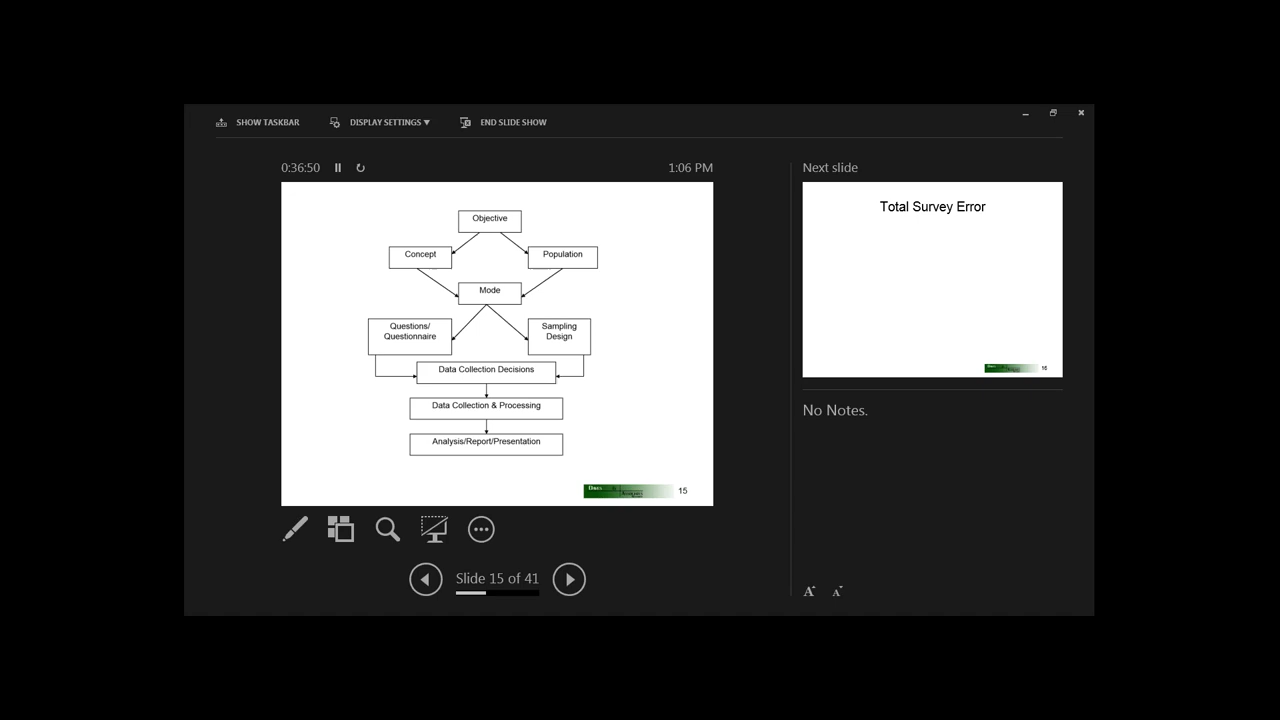 SHOW TASKBAR
DISPLAY SETTINGS ▼
END SLIDE SHOW
0:36:50
1:06 PM
Objective
Concept
Population
Mode
Questions/
Questionnaire
Sampling
Design
Data Collection Decisions
Data Collection & Processing
Analysis/Report/Presentation
15
Slide 15 of 41
Next slide
Total Survey Error
16
No Notes.
A A